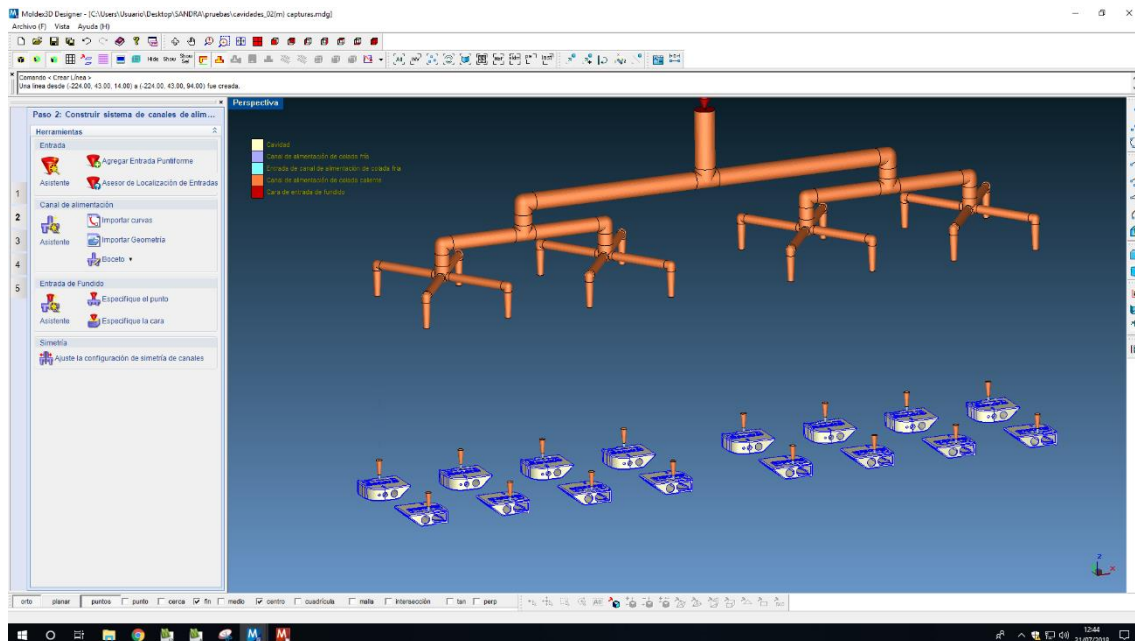 Moldex3D Designer - [C:\Users\Usuario\Desktop\SANDRA\pruebas\cavidades_02(m) capturas.mdg]
Archivo (F) Vista Ayuda (H)
Comando < Crear Línea >
Una línea desde (-224.00, 43.00, 14.00) a (-224.00, 43.00, 94.00) fue creada.
Paso 2: Construir sistema de canales de alim...
Herramientas
Entrada
Asistente
Agregar Entrada Puntiforme
Asesor de Localización de Entradas
Canal de alimentación
Asistente
Importar curvas
Importar Geometría
Boceto
Entrada de Fundido
Asistente
Especifique el punto
Especifique la cara
Simetría
Ajuste la configuración de simetría de canales
1
2
3
4
5
Perspectiva
Cavidad
Canal de alimentación de colada fría
Entrada de canal de alimentación de colada fría
Canal de alimentación de colada caliente
Cara de entrada de fundido
Z
X
orto planar puntos punto cerca fin medio centro cuadrícula malla intersección tan perp
12:44
21/07/2018